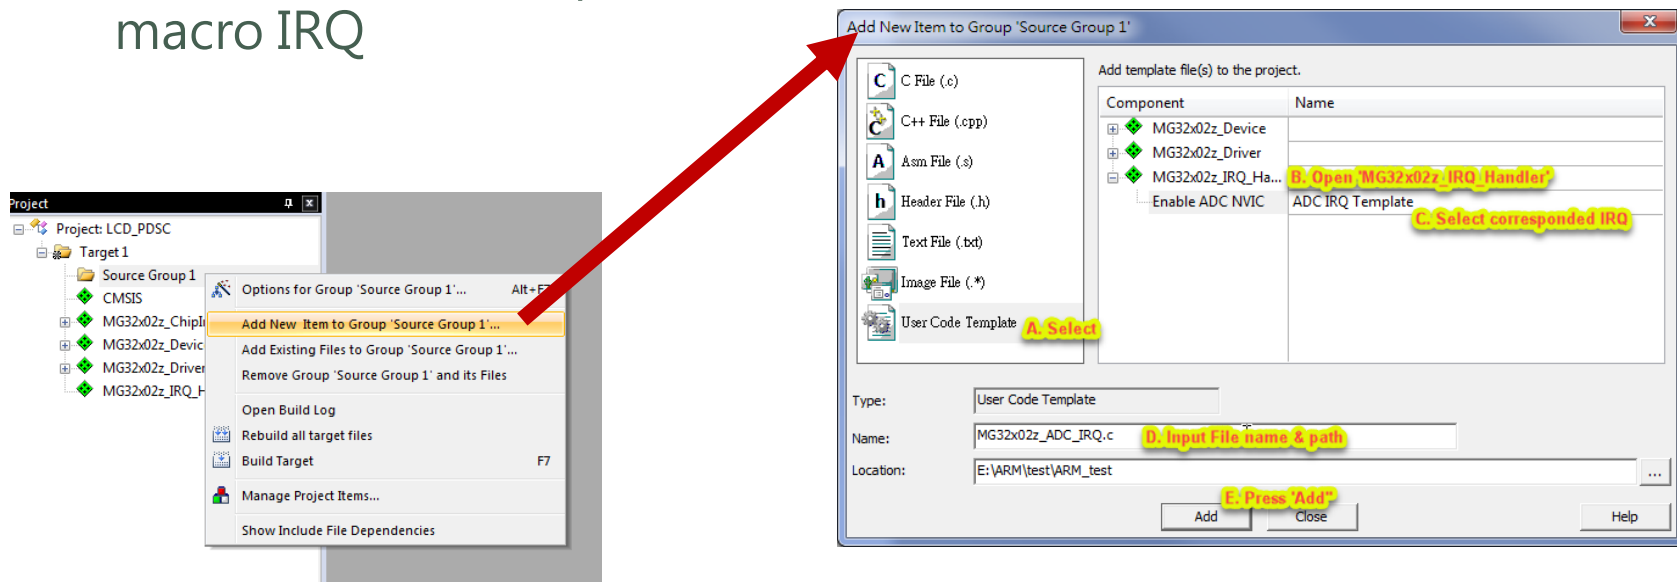 macro IRQ
Project
Project: LCD_PDSC
Target 1
Source Group 1
CMSIS
MG32x02z_ChipI
MG32x02z_Devic
MG32x02z_Driver
MG32x02z_IRQ_H
Options for Group 'Source Group 1'... Alt+F7
Add New Item to Group 'Source Group 1'...
Add Existing Files to Group 'Source Group 1'...
Remove Group 'Source Group 1' and its Files
Open Build Log
Rebuild all target files
Build Target F7
Manage Project Items...
Show Include File Dependencies
Add New Item to Group 'Source Group 1'
C File (.c)
C++ File (.cpp)
Asm File (.s)
Header File (.h)
Text File (.txt)
Image File (.*)
User Code Template
A. Select
Add template file(s) to the project.
Component Name
MG32x02z_Device
MG32x02z_Driver
MG32x02z_IRQ_Ha... B. Open 'MG32x02z_IRQ_Handler'
Enable ADC NVIC ADC IRQ Template
C. Select corresponded IRQ
Type: User Code Template
Name: MG32x02z_ADC_IRQ.c D. Input File name & path
Location: E:\ARM\test\ARM_test ...
E. Press 'Add"
Add Close Help